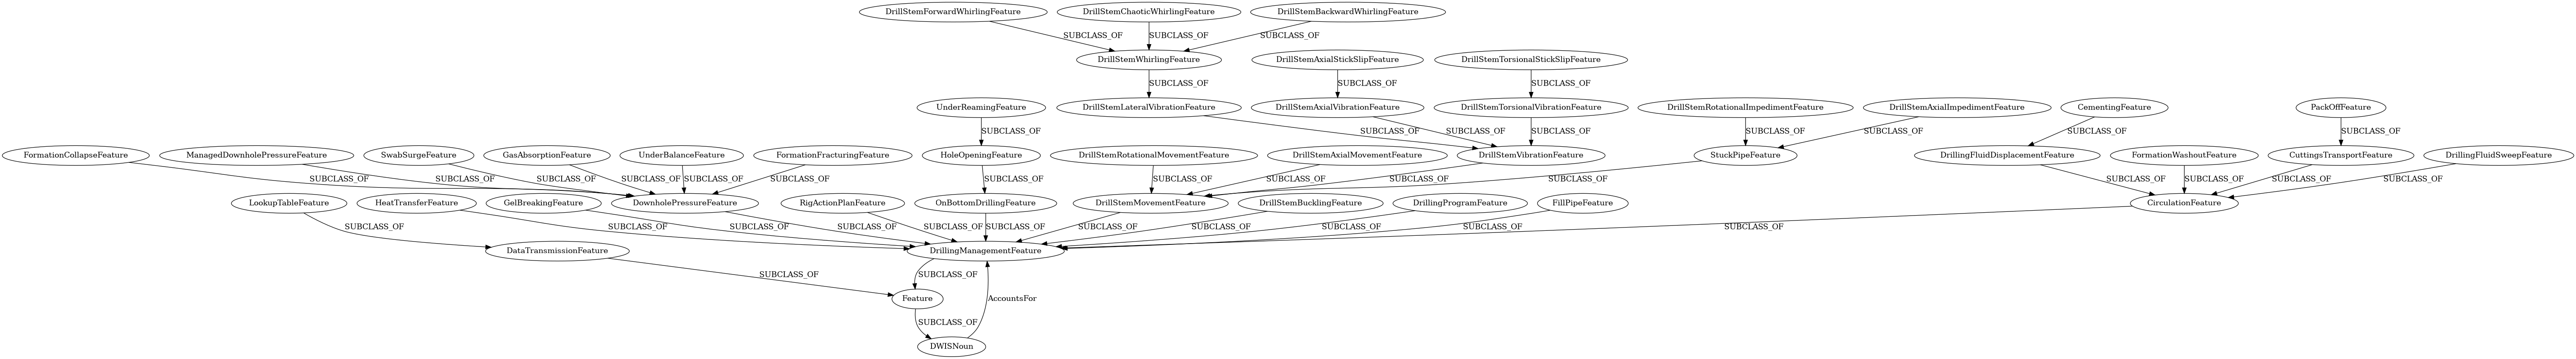 DrillStemForwardWhirlingFeature DrillStemChaoticWhirlingFeature DrillStemBackwardWhirlingFeature
SUBCLASS_OF SUBCLASS_OF SUBCLASS_OF
DrillStemWhirlingFeature DrillStemAxialStickSlipFeature DrillStemTorsionalStickSlipFeature
SUBCLASS_OF SUBCLASS_OF SUBCLASS_OF
UnderReamingFeature DrillStemLateralVibrationFeature DrillStemAxialVibrationFeature DrillStemTorsionalVibrationFeature DrillStemRotationalImpedimentFeature DrillStemAxialImpedimentFeature CementingFeature PackOffFeature
SUBCLASS_OF SUBCLASS_OF SUBCLASS_OF SUBCLASS_OF SUBCLASS_OF SUBCLASS_OF SUBCLASS_OF SUBCLASS_OF
FormationCollapseFeature ManagedDownholePressureFeature SwabSurgeFeature GasAbsorptionFeature UnderBalanceFeature FormationFracturingFeature HoleOpeningFeature DrillStemRotationalMovementFeature DrillStemAxialMovementFeature DrillStemVibrationFeature StuckPipeFeature DrillingFluidDisplacementFeature FormationWashoutFeature CuttingsTransportFeature DrillingFluidSweepFeature
SUBCLASS_OF SUBCLASS_OF SUBCLASS_OF SUBCLASS_OF SUBCLASS_OF SUBCLASS_OF SUBCLASS_OF SUBCLASS_OF SUBCLASS_OF SUBCLASS_OF SUBCLASS_OF SUBCLASS_OF SUBCLASS_OF SUBCLASS_OF SUBCLASS_OF
LookupTableFeature HeatTransferFeature GelBreakingFeature DownholePressureFeature RigActionPlanFeature OnBottomDrillingFeature DrillStemMovementFeature DrillStemBucklingFeature DrillingProgramFeature FillPipeFeature CirculationFeature
SUBCLASS_OF SUBCLASS_OF SUBCLASS_OF SUBCLASS_OF SUBCLASS_OF SUBCLASS_OF SUBCLASS_OF SUBCLASS_OF SUBCLASS_OF SUBCLASS_OF SUBCLASS_OF
DataTransmissionFeature DrillingManagementFeature
SUBCLASS_OF SUBCLASS_OF
Feature AccountsFor
SUBCLASS_OF
DWISNoun